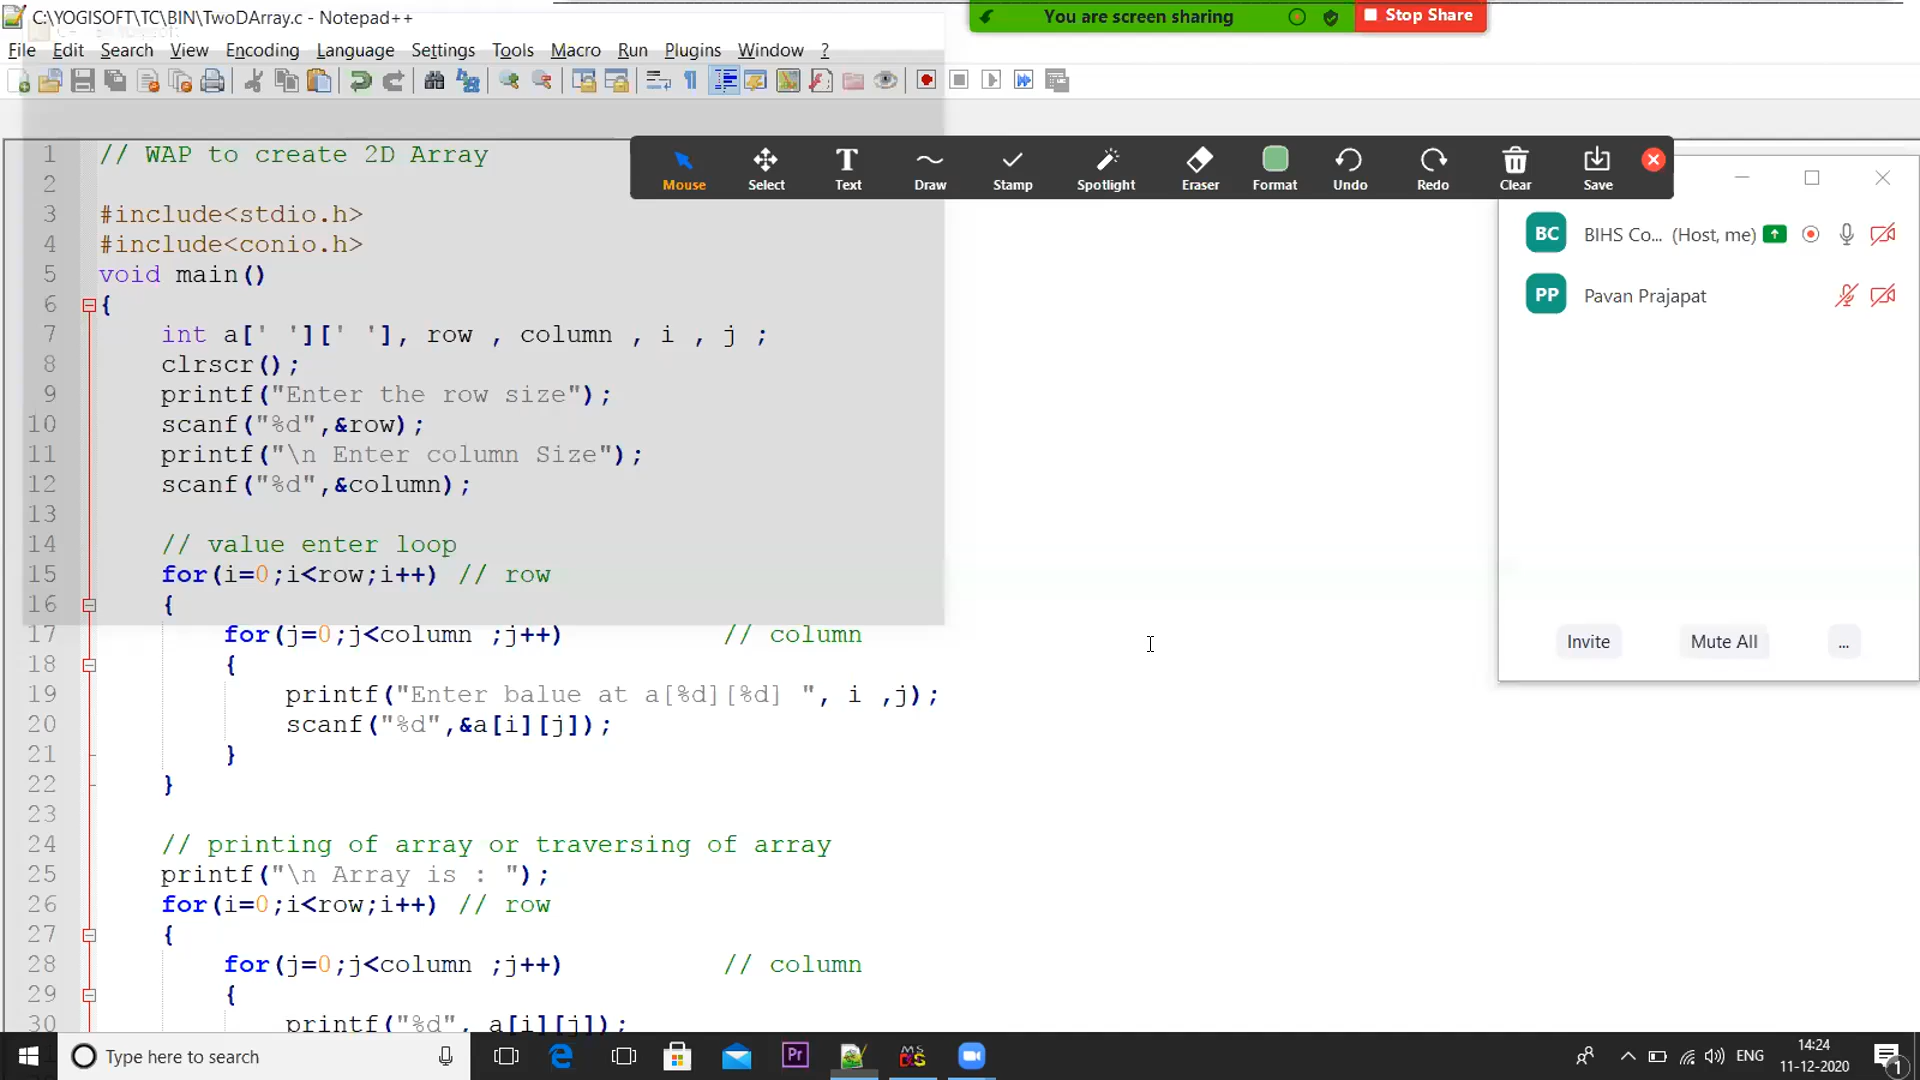 C:\YOGISOFT\TC\BIN\TwoDArray.c - Notepad++
You are screen sharing
Stop Share
File Edit Search View Encoding Language Settings Tools Macro Run Plugins Window ?
Mouse Select Text Draw Stamp Spotlight Eraser Format Undo Redo Clear Save
1 // WAP to create 2D Array
2
3 #include<stdio.h>
4 #include<conio.h>
5 void main()
6 {
7 int a[' '][' '], row , column , i , j ;
8 clrscr();
9 printf("Enter the row size");
10 scanf("%d",&row);
11 printf("\n Enter column Size");
12 scanf("%d",&column);
13
14 // value enter loop
15 for(i=0;i<row;i++) // row
16 {
17 for(j=0;j<column ;j++) // column
18 {
19 printf("Enter balue at a[%d][%d] ", i ,j);
20 scanf("%d",&a[i][j]);
21 }
22 }
23
24 // printing of array or traversing of array
25 printf("\n Array is : ");
26 for(i=0;i<row;i++) // row
27 {
28 for(j=0;j<column ;j++) // column
29 {
30 printf("%d", a[i][j]);
BC BIHS Co... (Host, me)
PP Pavan Prajapat
Invite Mute All ...
Type here to search
Pr
MS
ENG
14:24
11-12-2020
1